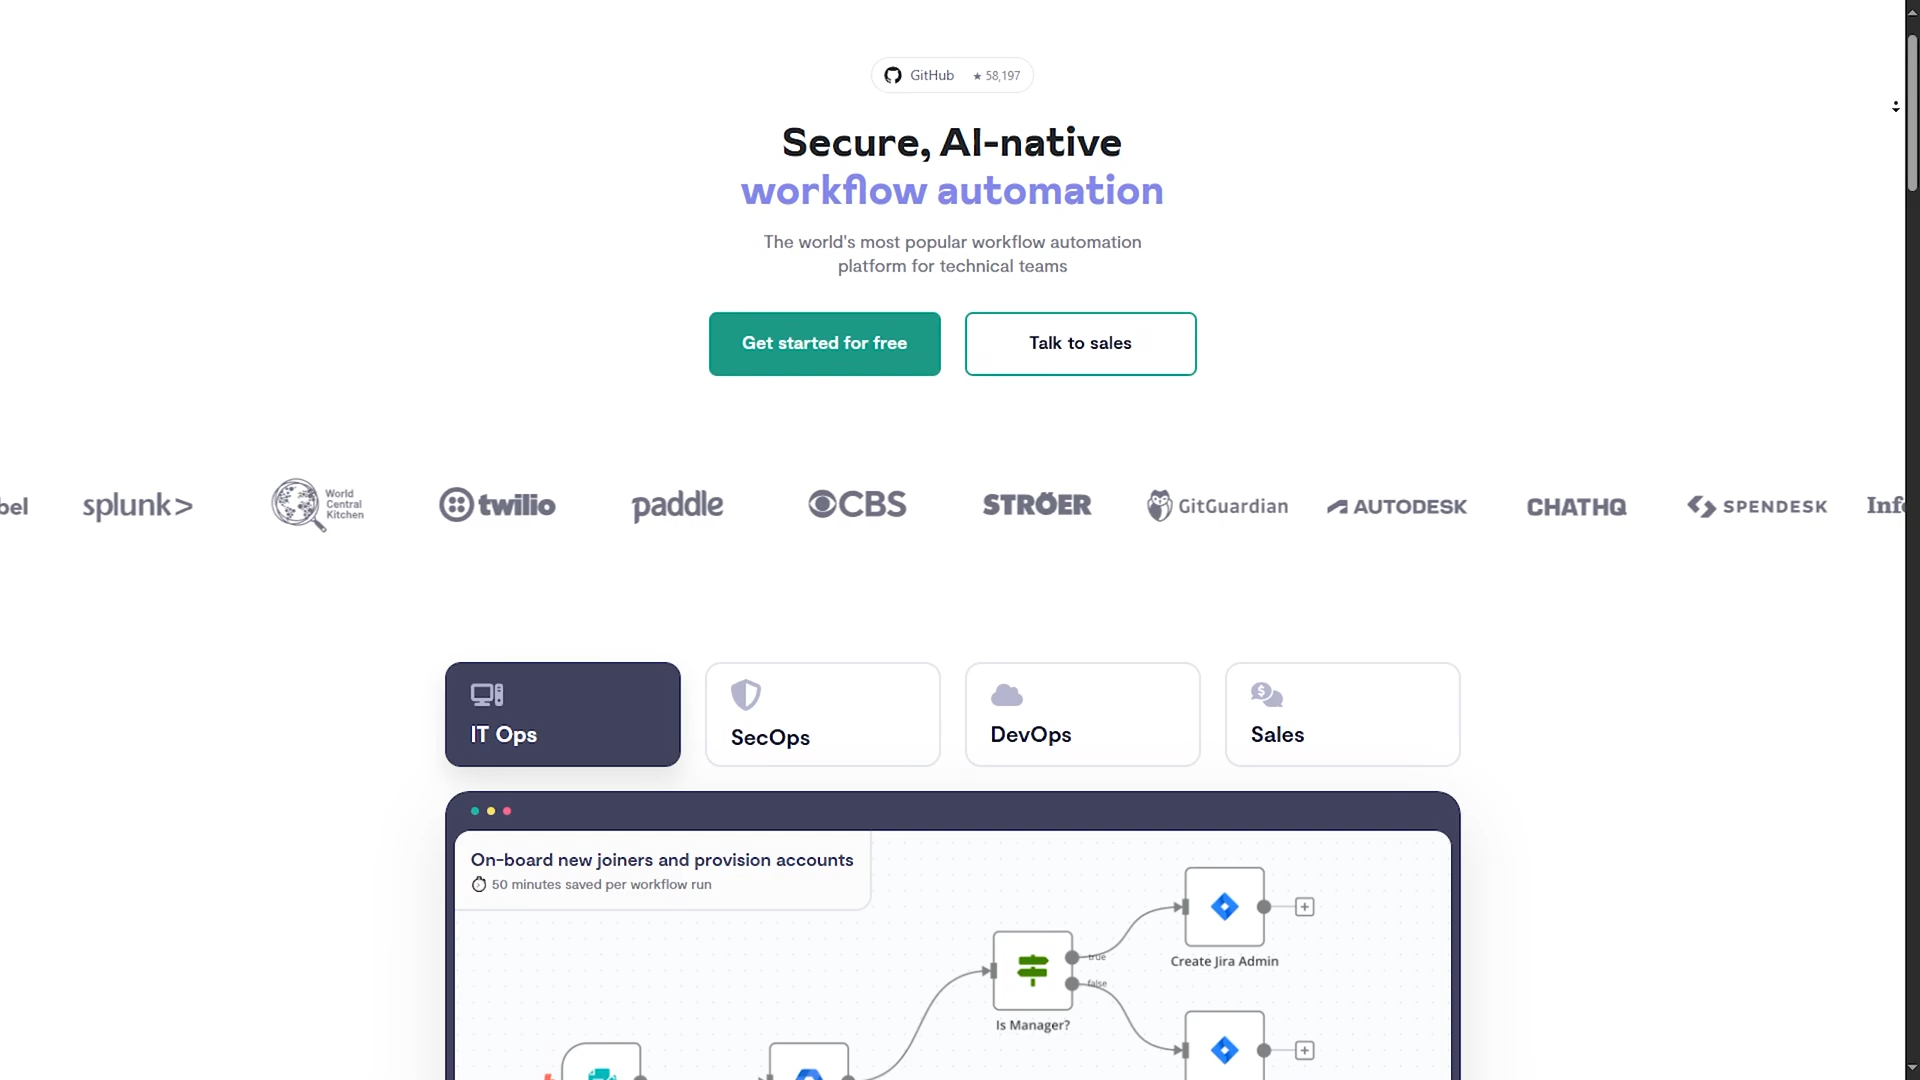 GitHub ★ 58,197
Secure, AI-native
workflow automation
The world's most popular workflow automation
platform for technical teams
Get started for free
Talk to sales
bel
splunk>
World
Central
Kitchen
twilio
paddle
CBS
STRÖER
GitGuardian
AUTODESK
CHATHQ
SPENDESK
Inf
IT Ops
SecOps
DevOps
Sales
On-board new joiners and provision accounts
50 minutes saved per workflow run
true
Create Jira Admin
false
Is Manager?